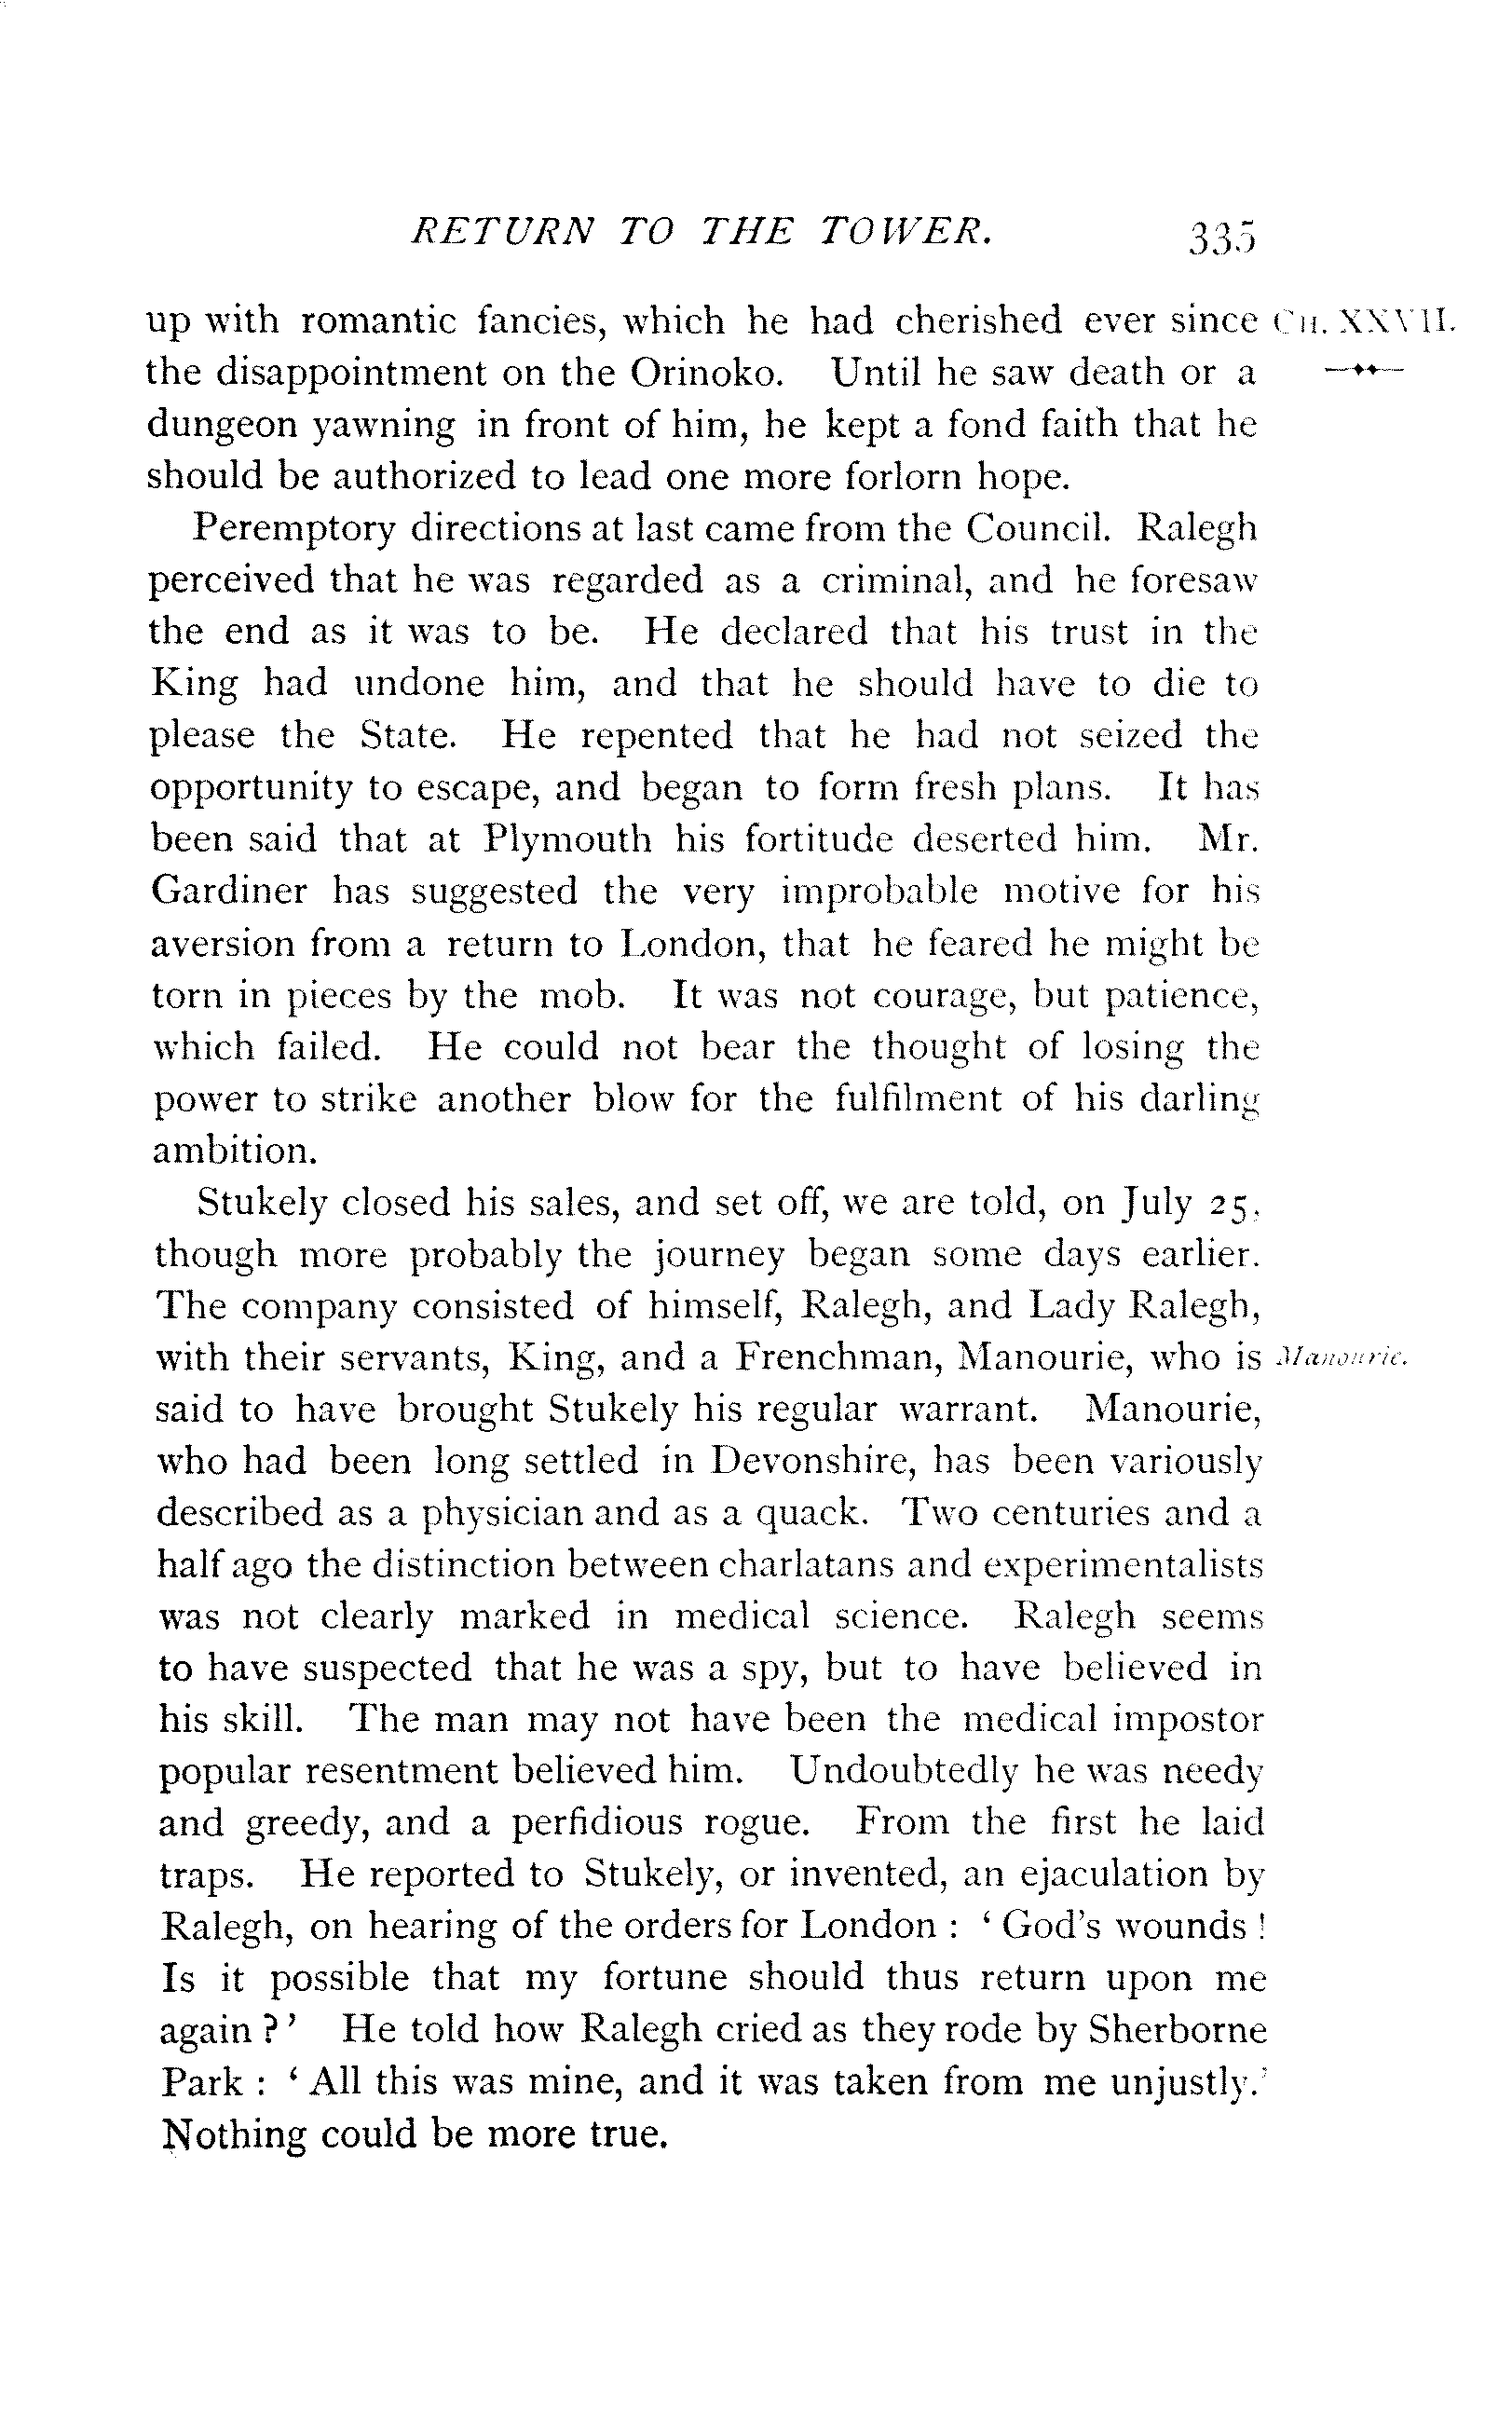 RETURN TO THE TOWER. 335
up with romantic fancies, which he had cherished ever since CH. XXVII.
the disappointment on the Orinoko. Until he saw death or a
dungeon yawning in front of him, he kept a fond faith that he
should be authorized to lead one more forlorn hope.
Peremptory directions at last came from the Council. Ralegh
perceived that he was regarded as a criminal, and he foresaw
the end as it was to be. He declared that his trust in the
King had undone him, and that he should have to die to
please the State. He repented that he had not seized the
opportunity to escape, and began to form fresh plans. It has
been said that at Plymouth his fortitude deserted him. Mr.
Gardiner has suggested the very improbable motive for his
aversion from a return to London, that he feared he might be
torn in pieces by the mob. It was not courage, but patience,
which failed. He could not bear the thought of losing the
power to strike another blow for the fulfilment of his darling
ambition.
Stukely closed his sales, and set off, we are told, on July 25,
though more probably the journey began some days earlier.
The company consisted of himself, Ralegh, and Lady Ralegh,
with their servants, King, and a Frenchman, Manourie, who is Manourie.
said to have brought Stukely his regular warrant. Manourie,
who had been long settled in Devonshire, has been variously
described as a physician and as a quack. Two centuries and a
half ago the distinction between charlatans and experimentalists
was not clearly marked in medical science. Ralegh seems
to have suspected that he was a spy, but to have believed in
his skill. The man may not have been the medical impostor
popular resentment believed him. Undoubtedly he was needy
and greedy, and a perfidious rogue. From the first he laid
traps. He reported to Stukely, or invented, an ejaculation by
Ralegh, on hearing of the orders for London : ‘ God's wounds !
Is it possible that my fortune should thus return upon me
again ?’ He told how Ralegh cried as they rode by Sherborne
Park : ‘ All this was mine, and it was taken from me unjustly.’
Nothing could be more true.